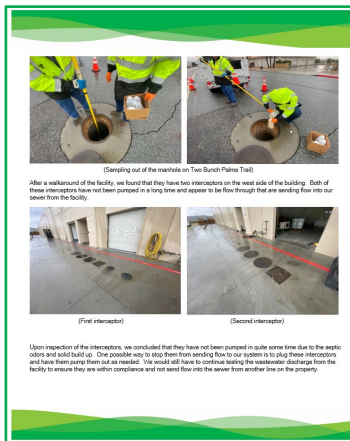 (Sampling out of the manhole on Two Bunch Palms Trail)
After a walkaround of the facility, we found that they have two interceptors on the west side of the building. Both of
these interceptors have not been pumped in a long time and appear to be flow through that are sending flow into our
sewer from the facility.
(First interceptor)
(Second interceptor)
Upon inspection of the interceptors, we concluded that they have not been pumped in quite some time due to the septic
odors and solid build up. One possible way to stop them from sending flow to our system is to plug these interceptors
and have them pump them out as needed. We would still have to continue testing the wastewater discharge from the
facility to ensure they are within compliance and not send flow into the sewer from another line on the property.